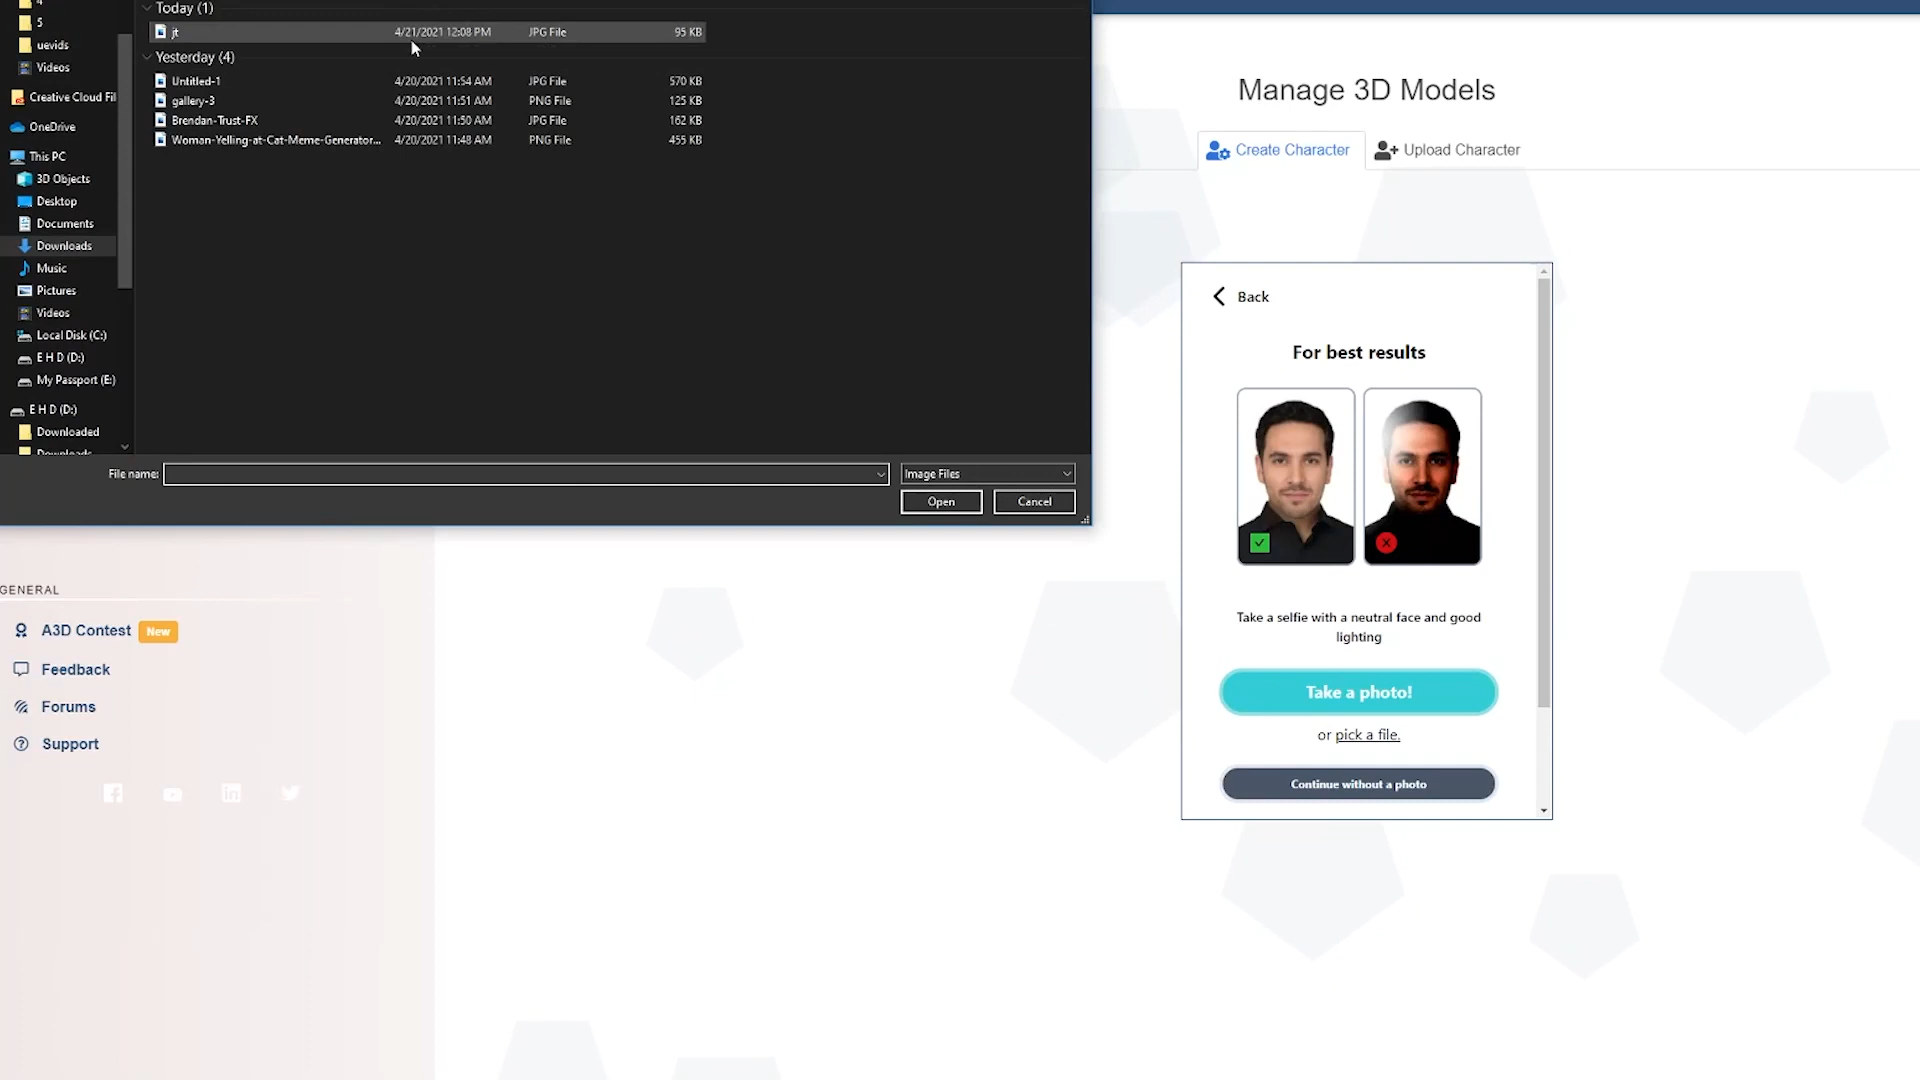 4
5
uevids
Videos
Creative Cloud Fil
OneDrive
This PC
3D Objects
Desktop
Documents
Downloads
Music
Pictures
Videos
Local Disk (C:)
E H D (D:)
My Passport (E:)
E H D (D:)
Downloaded
Downloads
Today (1)
jt 4/21/2021 12:08 PM JPG File 95 KB
Yesterday (4)
Untitled-1 4/20/2021 11:54 AM JPG File 570 KB
gallery-3 4/20/2021 11:51 AM PNG File 125 KB
Brendan-Trust-FX 4/20/2021 11:50 AM JPG File 162 KB
Woman-Yelling-at-Cat-Meme-Generator... 4/20/2021 11:48 AM PNG File 455 KB
File name:
Image Files
Open
Cancel
GENERAL
A3D Contest New
Feedback
Forums
Support
Manage 3D Models
Create Character
Upload Character
Back
For best results
Take a selfie with a neutral face and good
lighting
Take a photo!
or pick a file.
Continue without a photo